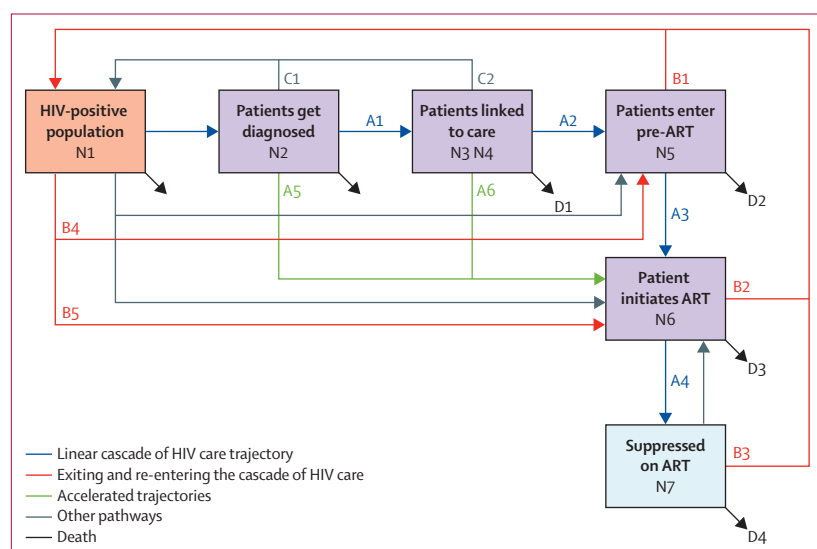 C1
C2
B1
HIV-positive
population
N1
Patients get
diagnosed
N2
A1
Patients linked
to care
N3 N4
A2
Patients enter
pre-ART
N5
A5
A6
D1
D2
A3
B4
B5
Patient
initiates ART
N6
B2
D3
A4
Suppressed
on ART
N7
B3
D4
Linear cascade of HIV care trajectory
Exiting and re-entering the cascade of HIV care
Accelerated trajectories
Other pathways
Death